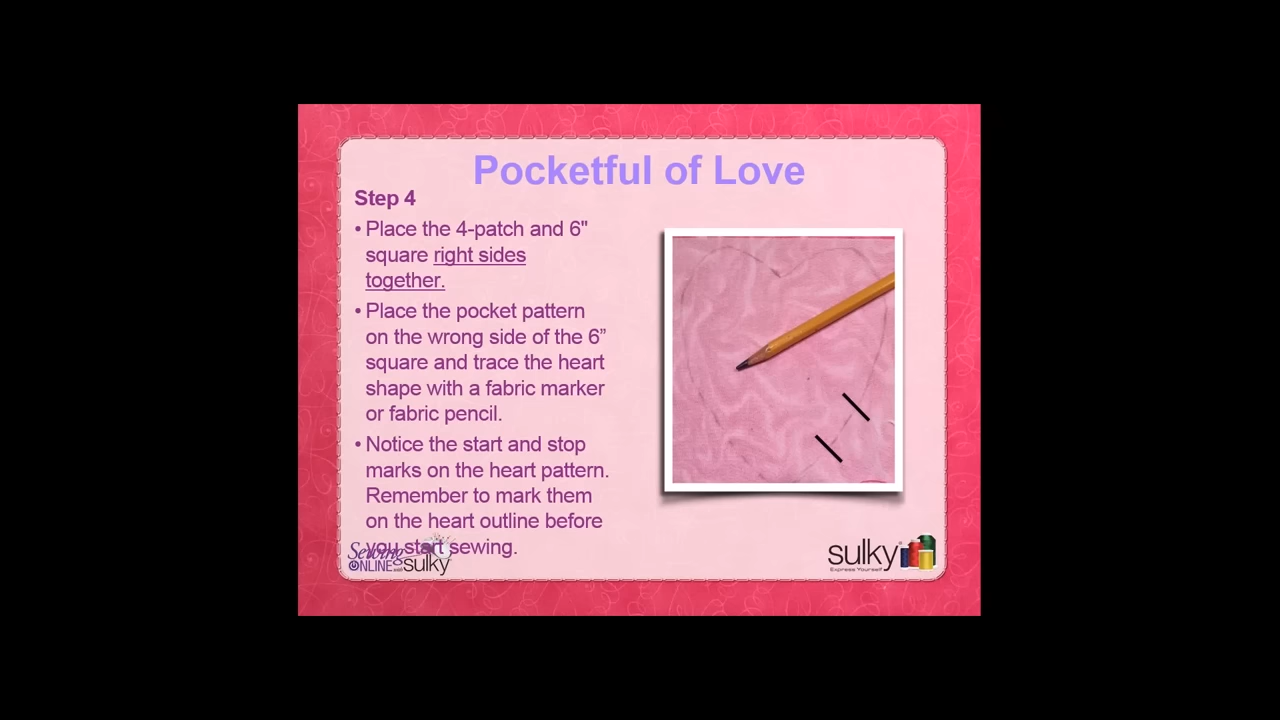 Pocketful of Love
Step 4
• Place the 4-patch and 6"
square right sides
together.
• Place the pocket pattern
on the wrong side of the 6”
square and trace the heart
shape with a fabric marker
or fabric pencil.
• Notice the start and stop
marks on the heart pattern.
Remember to mark them
on the heart outline before
you start sewing.
Sewing
ONLINE with sulky
sulky®
Express Yourself